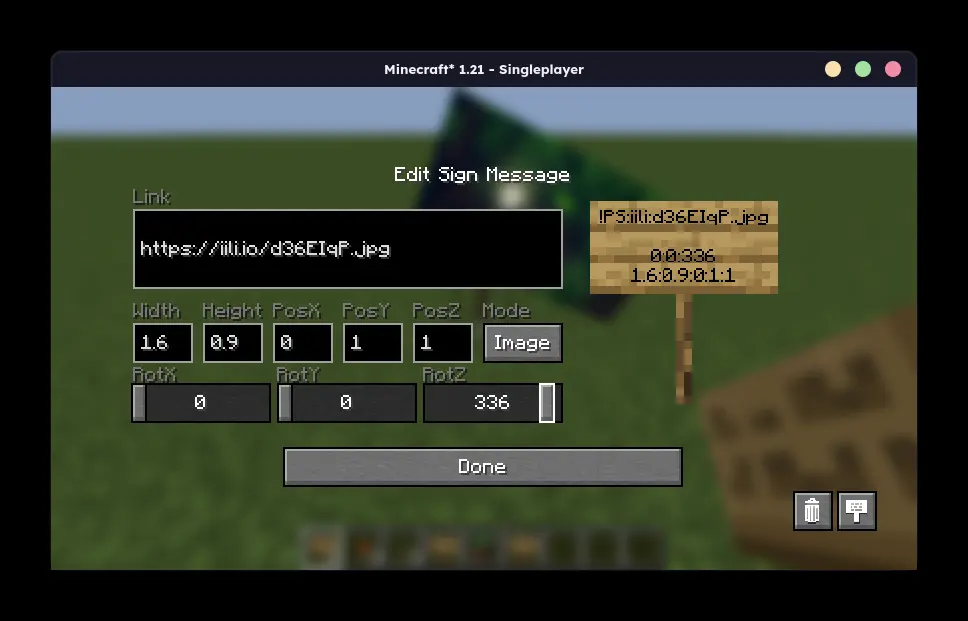 Minecraft* 1.21 - Singleplayer
Edit Sign Message
Link
https://iili.io/d36EIqP.jpg
!PS:iili:d36EIqP.jpg
0:0:336
1.6:0.9:0:1:1
Width Height PosX PosY PosZ Mode
1.6 0.9 0 1 1 Image
RotX RotY RotZ
0 0 336
Done